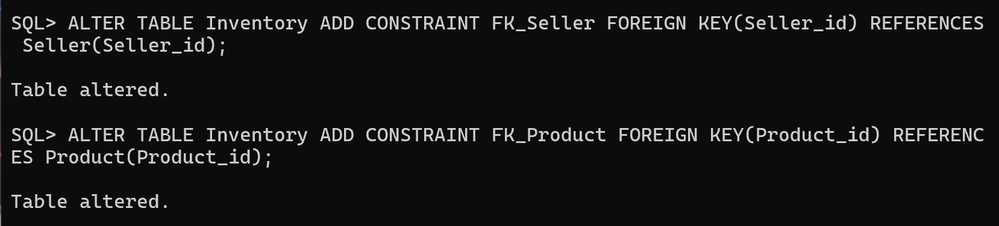 SQL> ALTER TABLE Inventory ADD CONSTRAINT FK_Seller FOREIGN KEY(Seller_id) REFERENCES
 Seller(Seller_id);
Table altered.
SQL> ALTER TABLE Inventory ADD CONSTRAINT FK_Product FOREIGN KEY(Product_id) REFERENC
ES Product(Product_id);
Table altered.